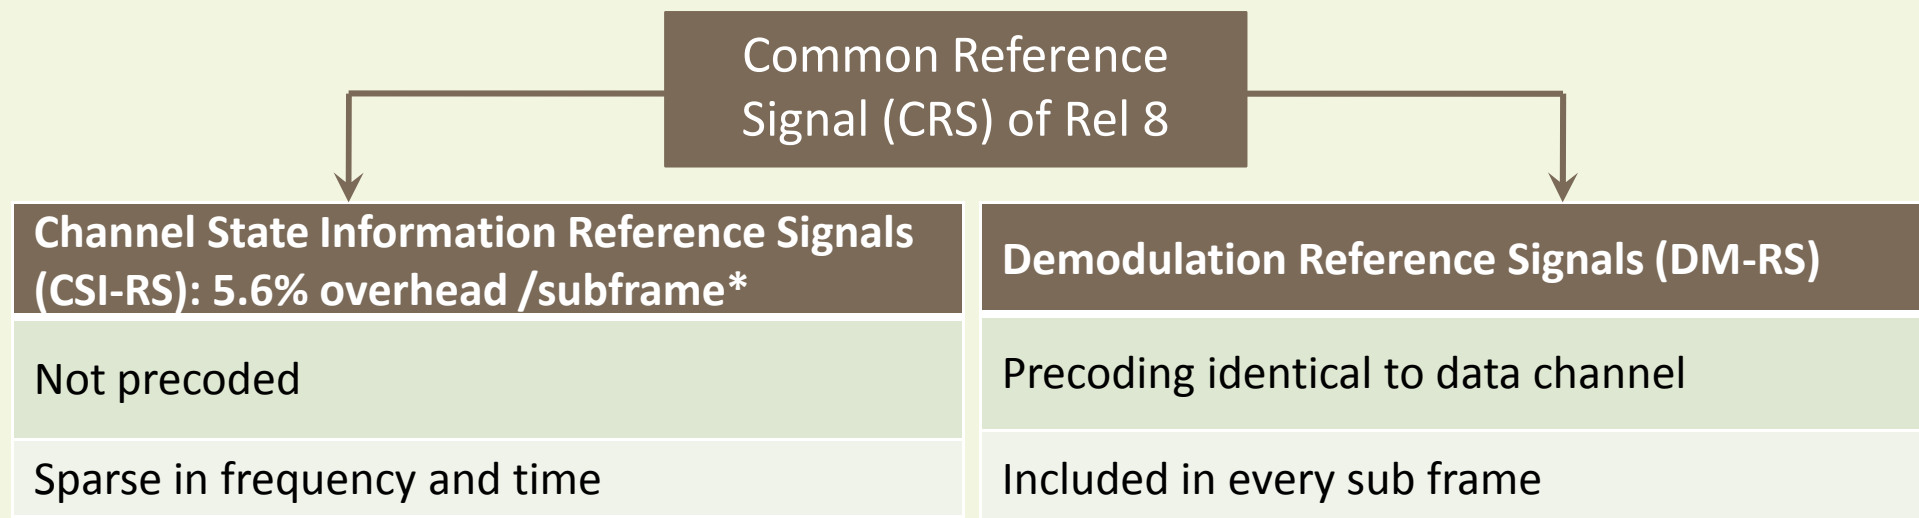 Common Reference
Signal (CRS) of Rel 8
Channel State Information Reference Signals
(CSI-RS): 5.6% overhead /subframe*
Not precoded
Sparse in frequency and time
Demodulation Reference Signals (DM-RS)
Precoding identical to data channel
Included in every sub frame